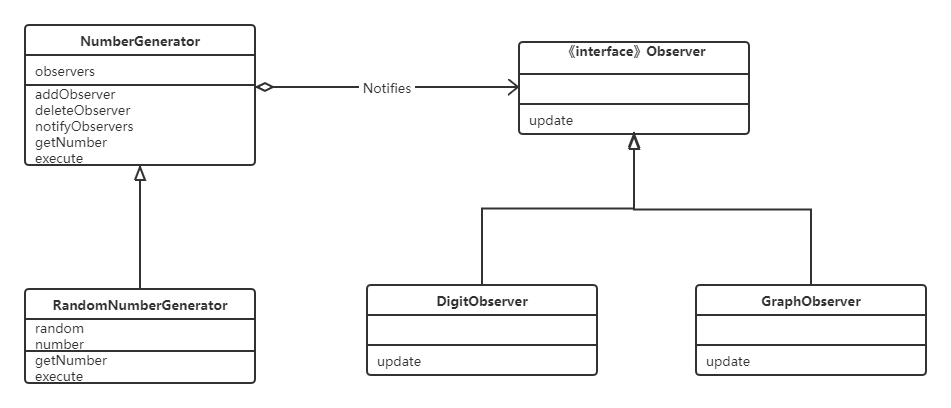 NumberGenerator
observers
addObserver
deleteObserver
notifyObservers
getNumber
execute
Notifies
《interface》Observer
update
RandomNumberGenerator
random
number
getNumber
execute
DigitObserver
update
GraphObserver
update